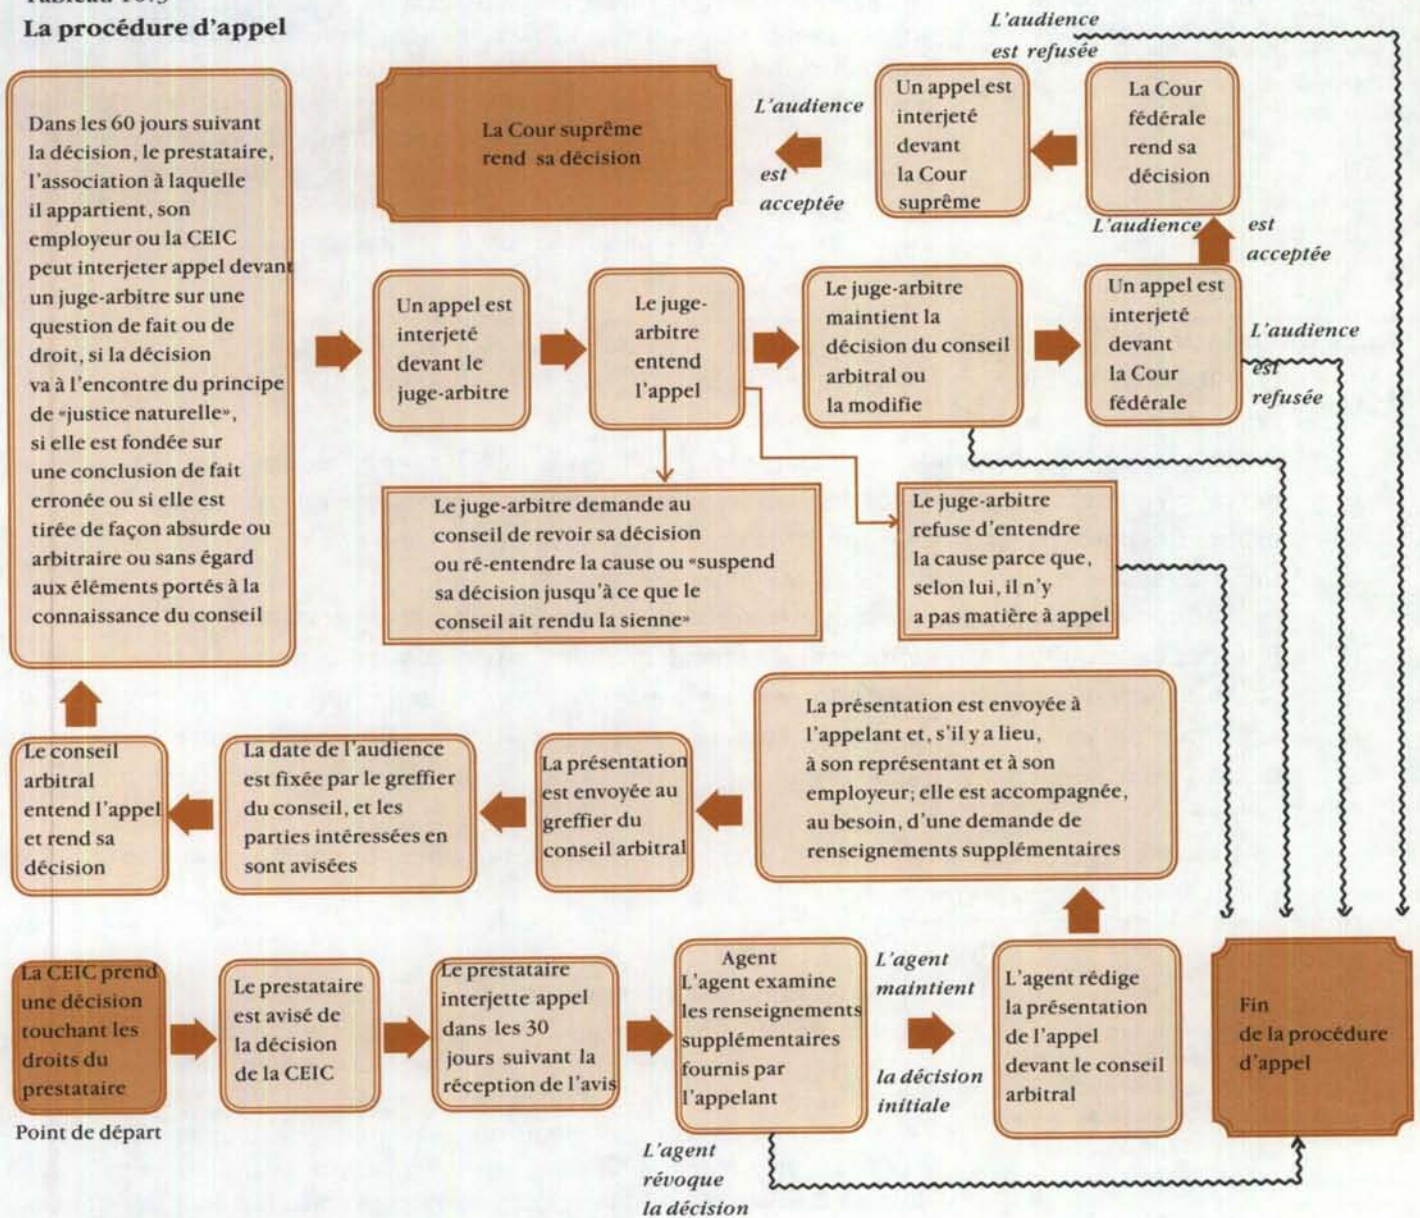 La procédure d'appel
L'audience
est refusée
Dans les 60 jours suivant
la décision, le prestataire,
l'association à laquelle
il appartient, son
employeur ou la CEIC
peut interjeter appel devant
un juge-arbitre sur une
question de fait ou de
droit, si la décision
va à l'encontre du principe
de «justice naturelle»,
si elle est fondée sur
une conclusion de fait
erronée ou si elle est
tirée de façon absurde ou
arbitraire ou sans égard
aux éléments portés à la
connaissance du conseil
La Cour suprême
rend sa décision
L'audience
est
acceptée
Un appel est
interjeté
devant
la Cour
suprême
La Cour
fédérale
rend sa
décision
L'audience est
acceptée
Un appel est
interjeté
devant le
juge-arbitre
Le juge-
arbitre
entend
l'appel
Le juge-arbitre
maintient la
décision du conseil
arbitral ou
la modifie
Un appel est
interjeté
devant
la Cour
fédérale
L'audience
est
refusée
Le juge-arbitre demande au
conseil de revoir sa décision
ou ré-entendre la cause ou «suspend
sa décision jusqu'à ce que le
conseil ait rendu la sienne»
Le juge-arbitre
refuse d'entendre
la cause parce que,
selon lui, il n'y
a pas matière à appel
Le conseil
arbitral
entend l'appel
et rend sa
décision
La date de l'audience
est fixée par le greffier
du conseil, et les
parties intéressées en
sont avisées
La présentation
est envoyée au
greffier du
conseil arbitral
La présentation est envoyée à
l'appelant et, s'il y a lieu,
à son représentant et à son
employeur; elle est accompagnée,
au besoin, d'une demande de
renseignements supplémentaires
La CEIC prend
une décision
touchant les
droits du
prestataire
Point de départ
Le prestataire
est avisé de
la décision
de la CEIC
Le prestataire
interjette appel
dans les 30
jours suivant la
réception de l'avis
Agent
L'agent examine
les renseignements
supplémentaires
fournis par
l'appelant
L'agent
maintient
la décision
initiale
L'agent
révoque
la décision
L'agent rédige
la présentation
de l'appel
devant le conseil
arbitral
Fin
de la procédure
d'appel